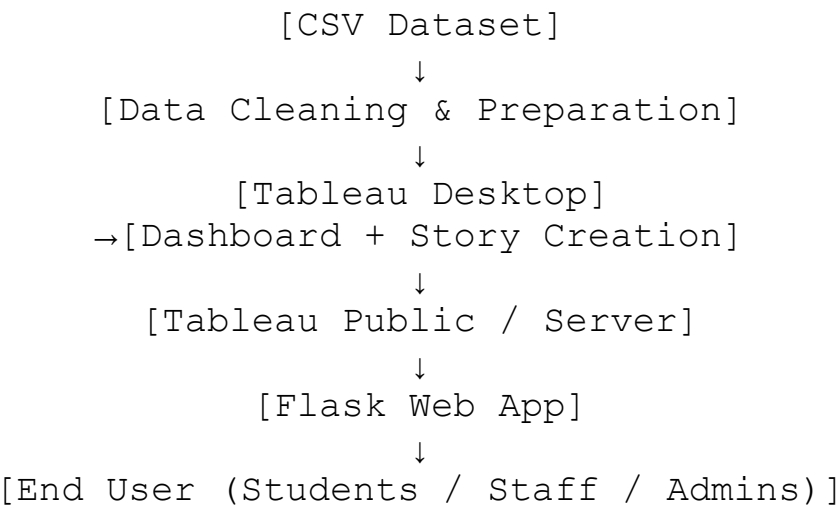 [CSV Dataset]
↓
[Data Cleaning & Preparation]
↓
[Tableau Desktop]
→[Dashboard + Story Creation]
↓
[Tableau Public / Server]
↓
[Flask Web App]
↓
[End User (Students / Staff / Admins)]